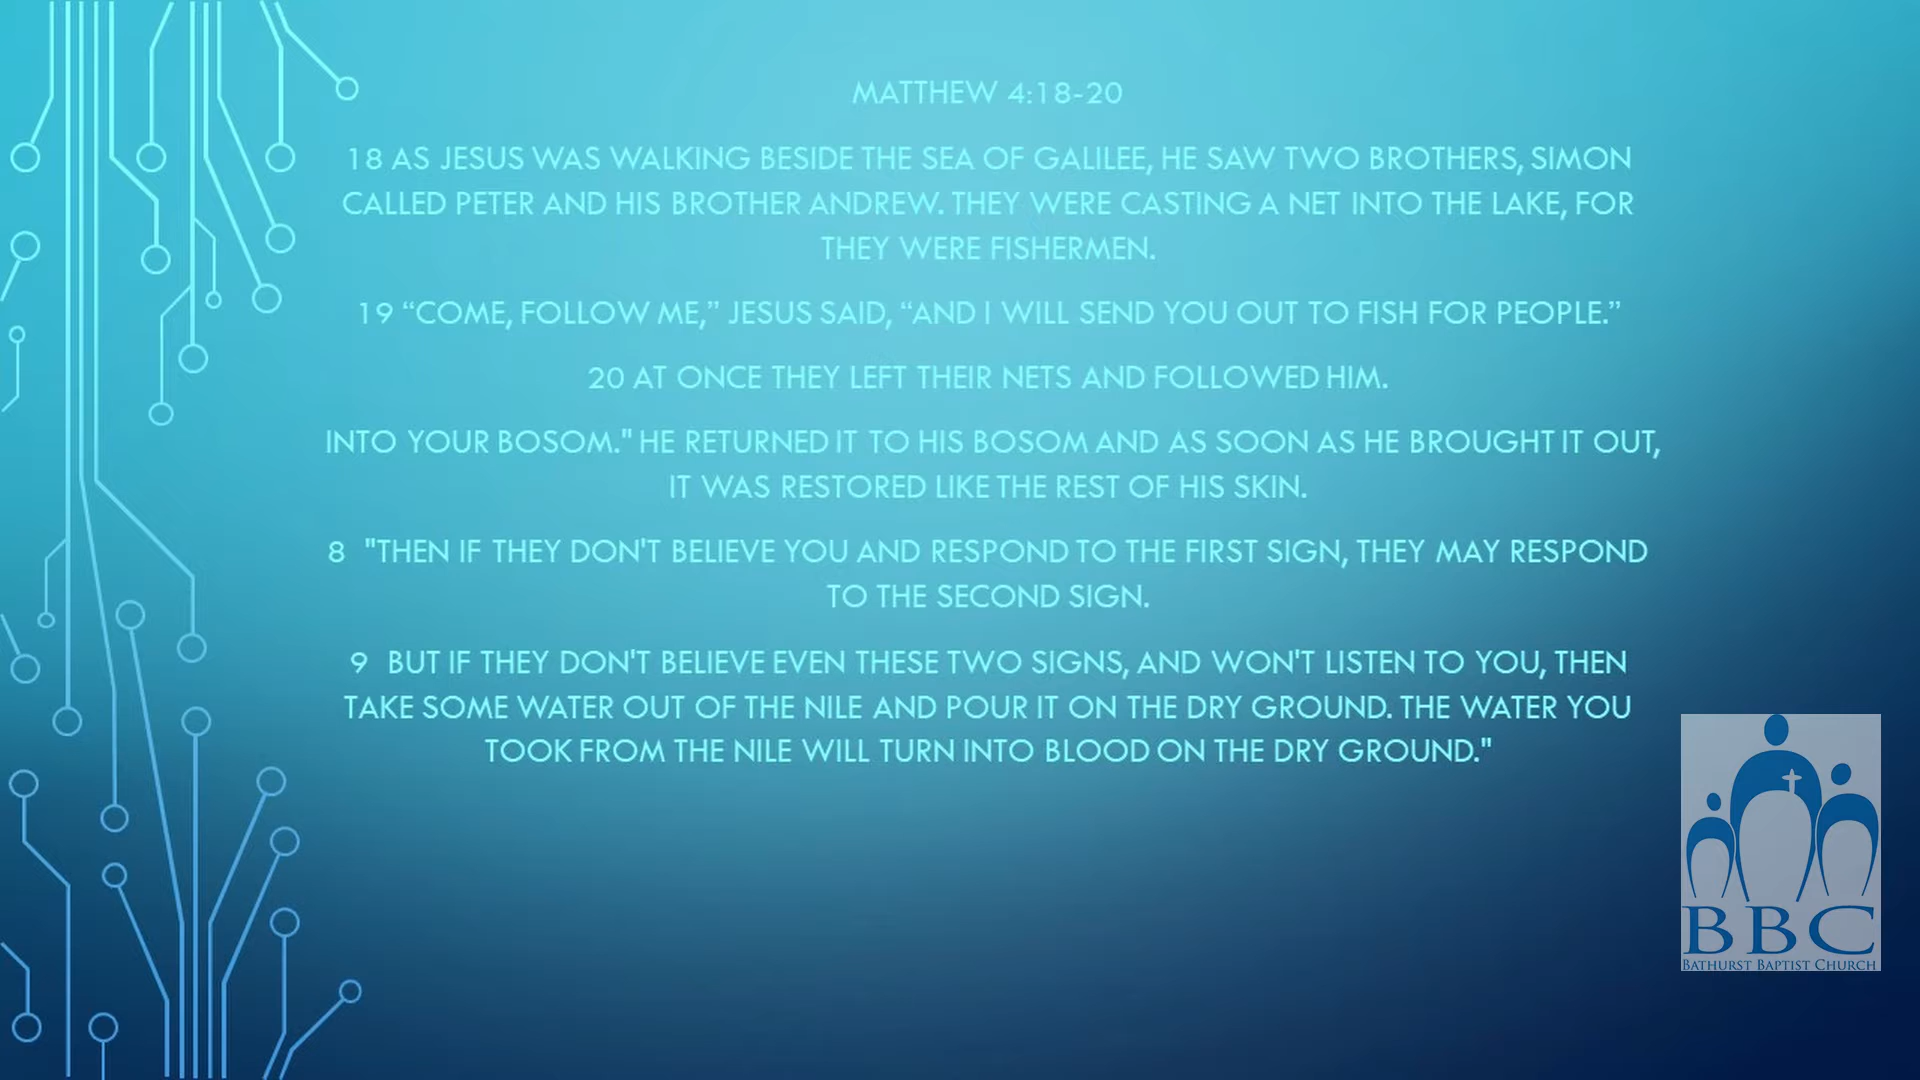 MATTHEW 4:18-20
18 AS JESUS WAS WALKING BESIDE THE SEA OF GALILEE, HE SAW TWO BROTHERS, SIMON
CALLED PETER AND HIS BROTHER ANDREW. THEY WERE CASTING A NET INTO THE LAKE, FOR
THEY WERE FISHERMEN.
19 “COME, FOLLOW ME,” JESUS SAID, “AND I WILL SEND YOU OUT TO FISH FOR PEOPLE.”
20 AT ONCE THEY LEFT THEIR NETS AND FOLLOWED HIM.
INTO YOUR BOSOM." HE RETURNED IT TO HIS BOSOM AND AS SOON AS HE BROUGHT IT OUT,
IT WAS RESTORED LIKE THE REST OF HIS SKIN.
8 "THEN IF THEY DON'T BELIEVE YOU AND RESPOND TO THE FIRST SIGN, THEY MAY RESPOND
TO THE SECOND SIGN.
9 BUT IF THEY DON'T BELIEVE EVEN THESE TWO SIGNS, AND WON'T LISTEN TO YOU, THEN
TAKE SOME WATER OUT OF THE NILE AND POUR IT ON THE DRY GROUND. THE WATER YOU
TOOK FROM THE NILE WILL TURN INTO BLOOD ON THE DRY GROUND."
BBC
BATHURST BAPTIST CHURCH